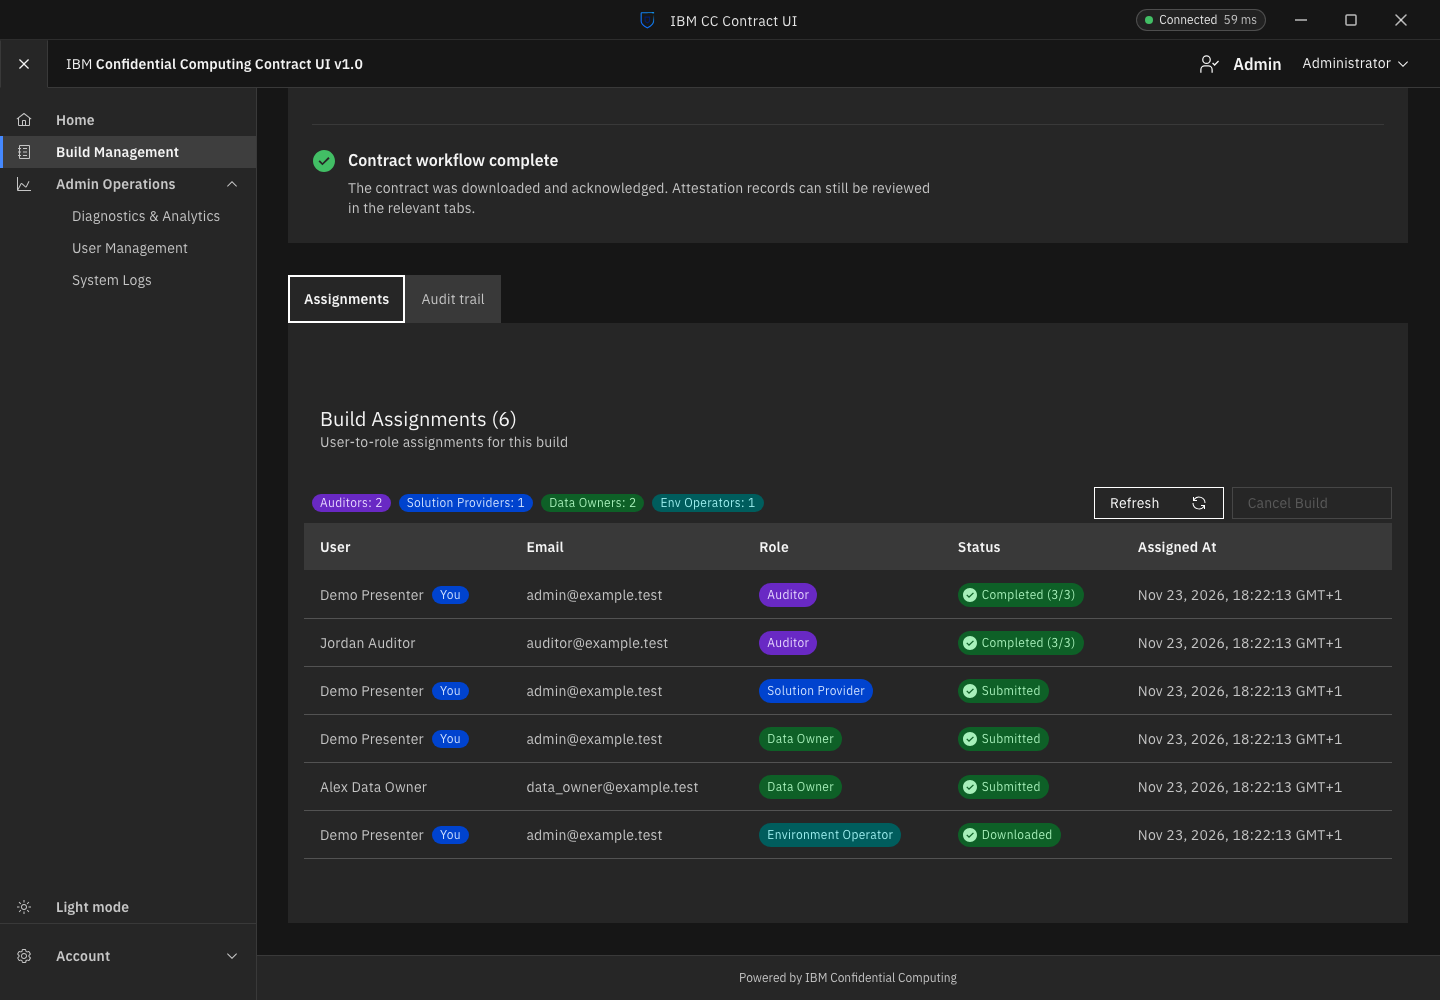 IBM CC Contract UI
Connected 59 ms
IBM Confidential Computing Contract UI v1.0
Admin
Administrator
Home
Build Management
Admin Operations
Diagnostics & Analytics
User Management
System Logs
Light mode
Account
Contract workflow complete
The contract was downloaded and acknowledged. Attestation records can still be reviewed
in the relevant tabs.
Assignments
Audit trail
Build Assignments (6)
User-to-role assignments for this build
Auditors: 2
Solution Providers: 1
Data Owners: 2
Env Operators: 1
Refresh
Cancel Build
User Email Role Status Assigned At
Demo Presenter You admin@example.test Auditor Completed (3/3) Nov 23, 2026, 18:22:13 GMT+1
Jordan Auditor auditor@example.test Auditor Completed (3/3) Nov 23, 2026, 18:22:13 GMT+1
Demo Presenter You admin@example.test Solution Provider Submitted Nov 23, 2026, 18:22:13 GMT+1
Demo Presenter You admin@example.test Data Owner Submitted Nov 23, 2026, 18:22:13 GMT+1
Alex Data Owner data_owner@example.test Data Owner Submitted Nov 23, 2026, 18:22:13 GMT+1
Demo Presenter You admin@example.test Environment Operator Downloaded Nov 23, 2026, 18:22:13 GMT+1
Powered by IBM Confidential Computing